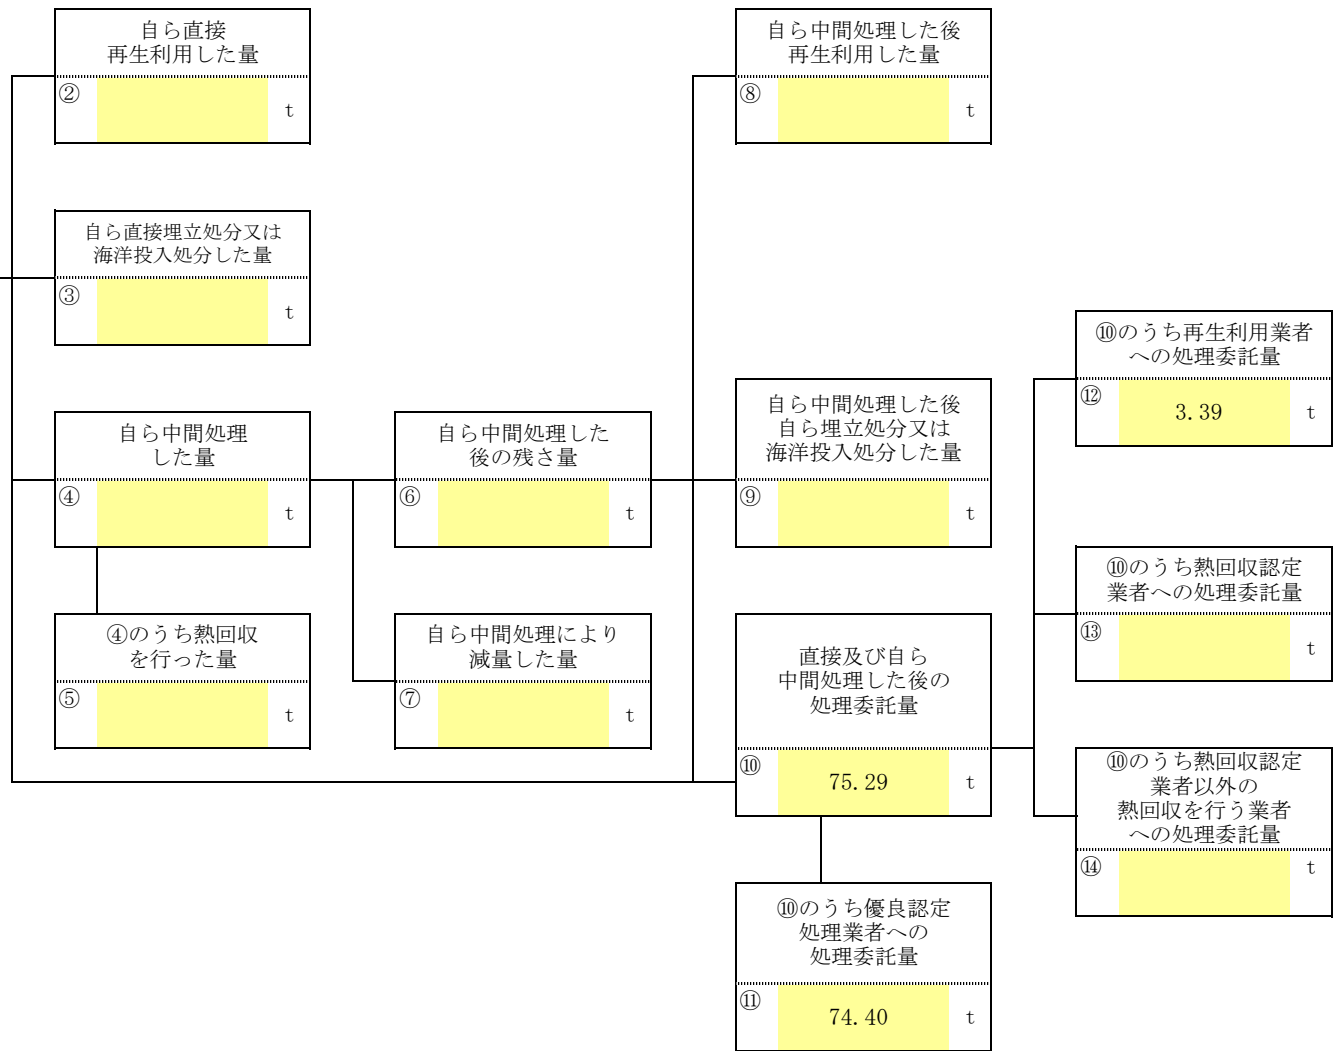 自ら直接
再生利用した量
② t
自ら中間処理した後
再生利用した量
⑧ t
自ら直接埋立処分又は
海洋投入処分した量
③ t
⑩のうち再生利用業者
への処理委託量
⑫ 3.39 t
自ら中間処理
した量
④ t
自ら中間処理した
後の残さ量
⑥ t
自ら中間処理した後
自ら埋立処分又は
海洋投入処分した量
⑨ t
⑩のうち熱回収認定
業者への処理委託量
⑬ t
④のうち熱回収
を行った量
⑤ t
自ら中間処理により
減量した量
⑦ t
直接及び自ら
中間処理した後の
処理委託量
⑩ 75.29 t
⑩のうち熱回収認定
業者以外の
熱回収を行う業者
への処理委託量
⑭ t
⑩のうち優良認定
処理業者への
処理委託量
⑪ 74.40 t